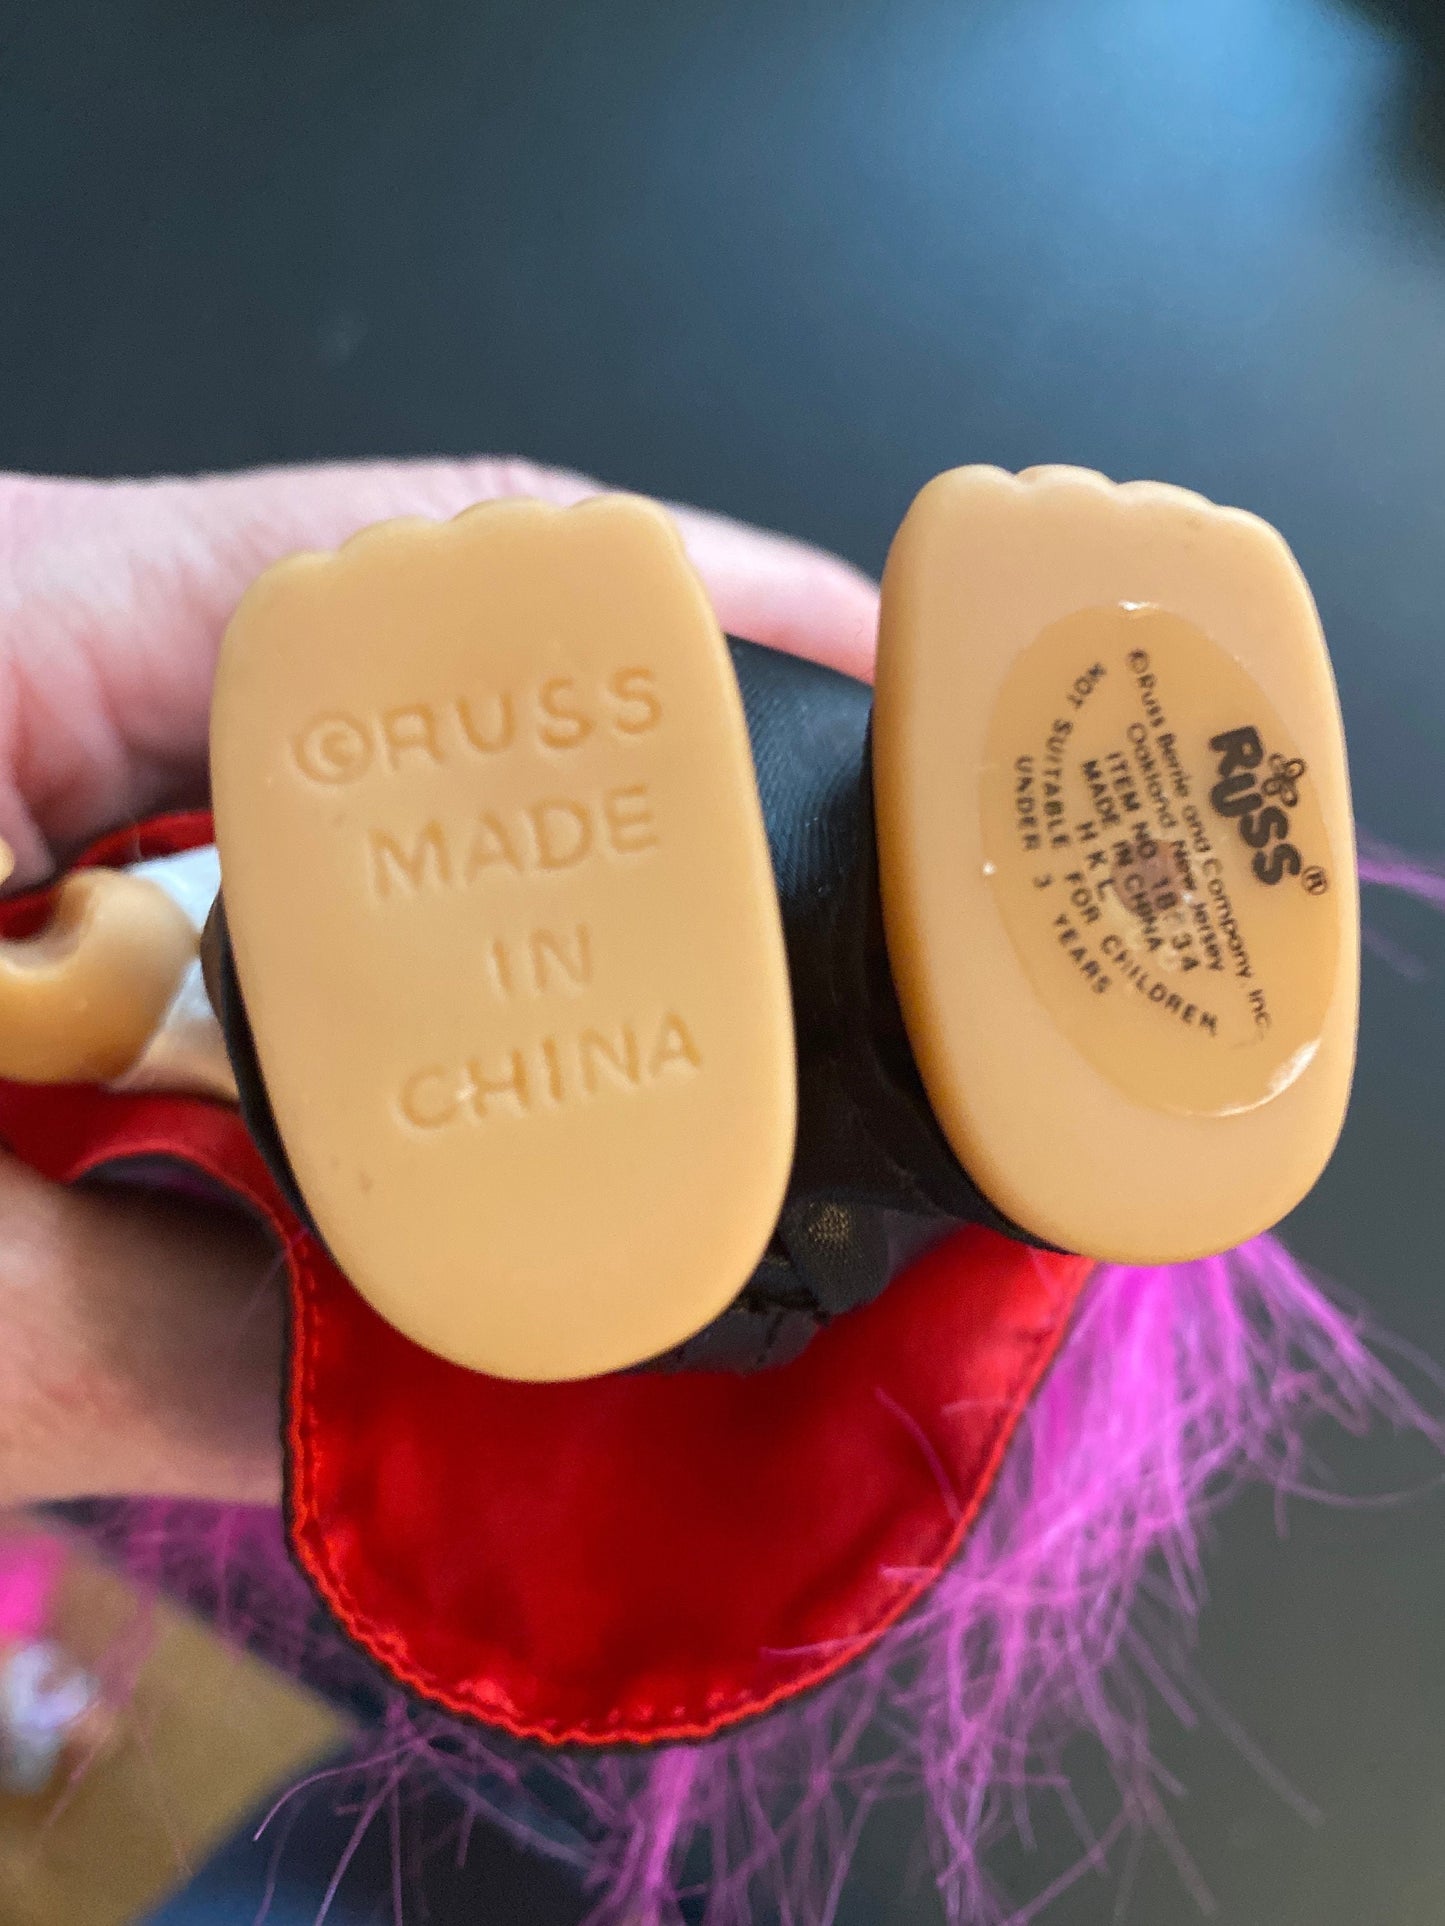 ©RUSS
MADE
IN
CHINA
RUSS®
©Russ Berrie and Company, Inc.
Oakland, New Jersey
ITEM NO.
MADE IN CHINA
H K L
NOT SUITABLE FOR CHILDREN
UNDER 3 YEARS